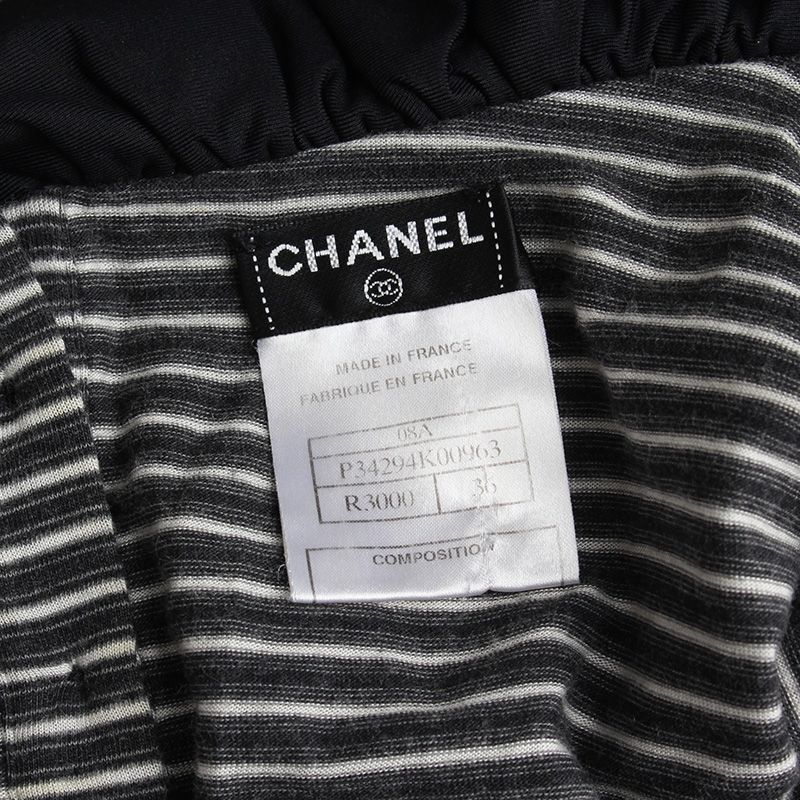 CHANEL
MADE IN FRANCE
FABRIQUE EN FRANCE
08A
P34294K00963
R3000 36
COMPOSITION